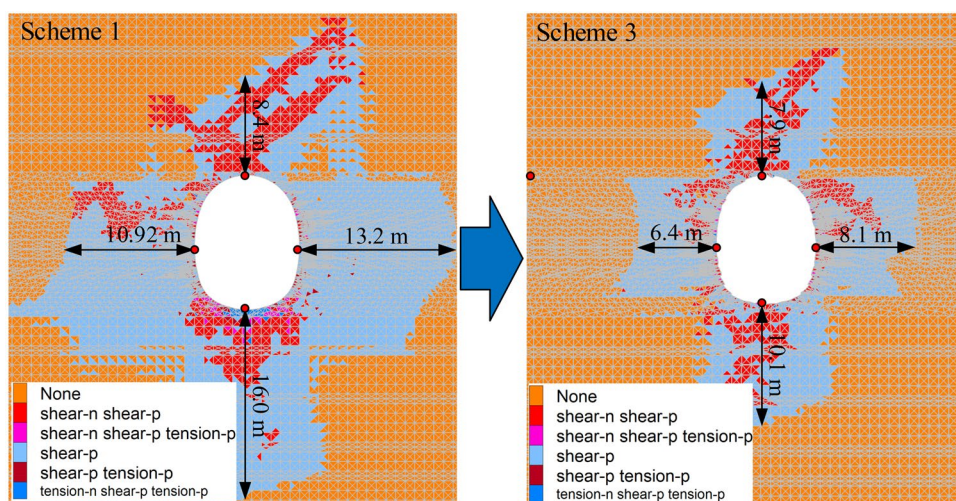 Scheme 1
8.4 m
10.92 m
13.2 m
16.0 m
None
shear-n shear-p
shear-n shear-p tension-p
shear-p
shear-p tension-p
tension-n shear-p tension-p
Scheme 3
7.9 m
6.4 m
8.1 m
10.1 m
None
shear-n shear-p
shear-n shear-p tension-p
shear-p
shear-p tension-p
tension-n shear-p tension-p